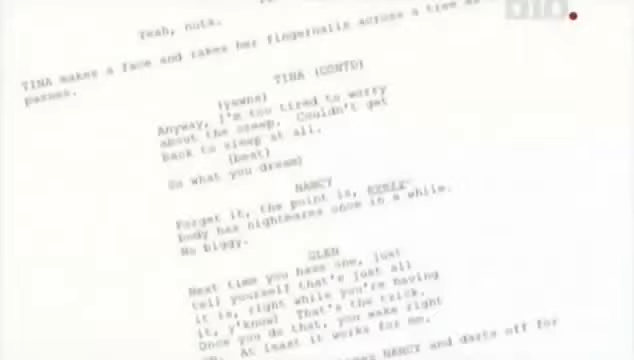 bio.
Yeah, nuts.
TINA makes a face and rakes her fingernails across a tree as
passes.
TINA (CONTD)
(yawns)
Anyway, I'm too tired to worry
about the creep. Couldn't get
back to sleep at all.
(beat)
So what you dream?
NANCY
Forget it, the point is, every-
body has nightmares once in a while.
No biggy.
GLEN
Next time you have one, just
tell yourself that's just all
it is, right while you're having
it, y'know? That's the trick.
Once you do that, you wake right
up. At least it works for me.
NANCY and darts off for